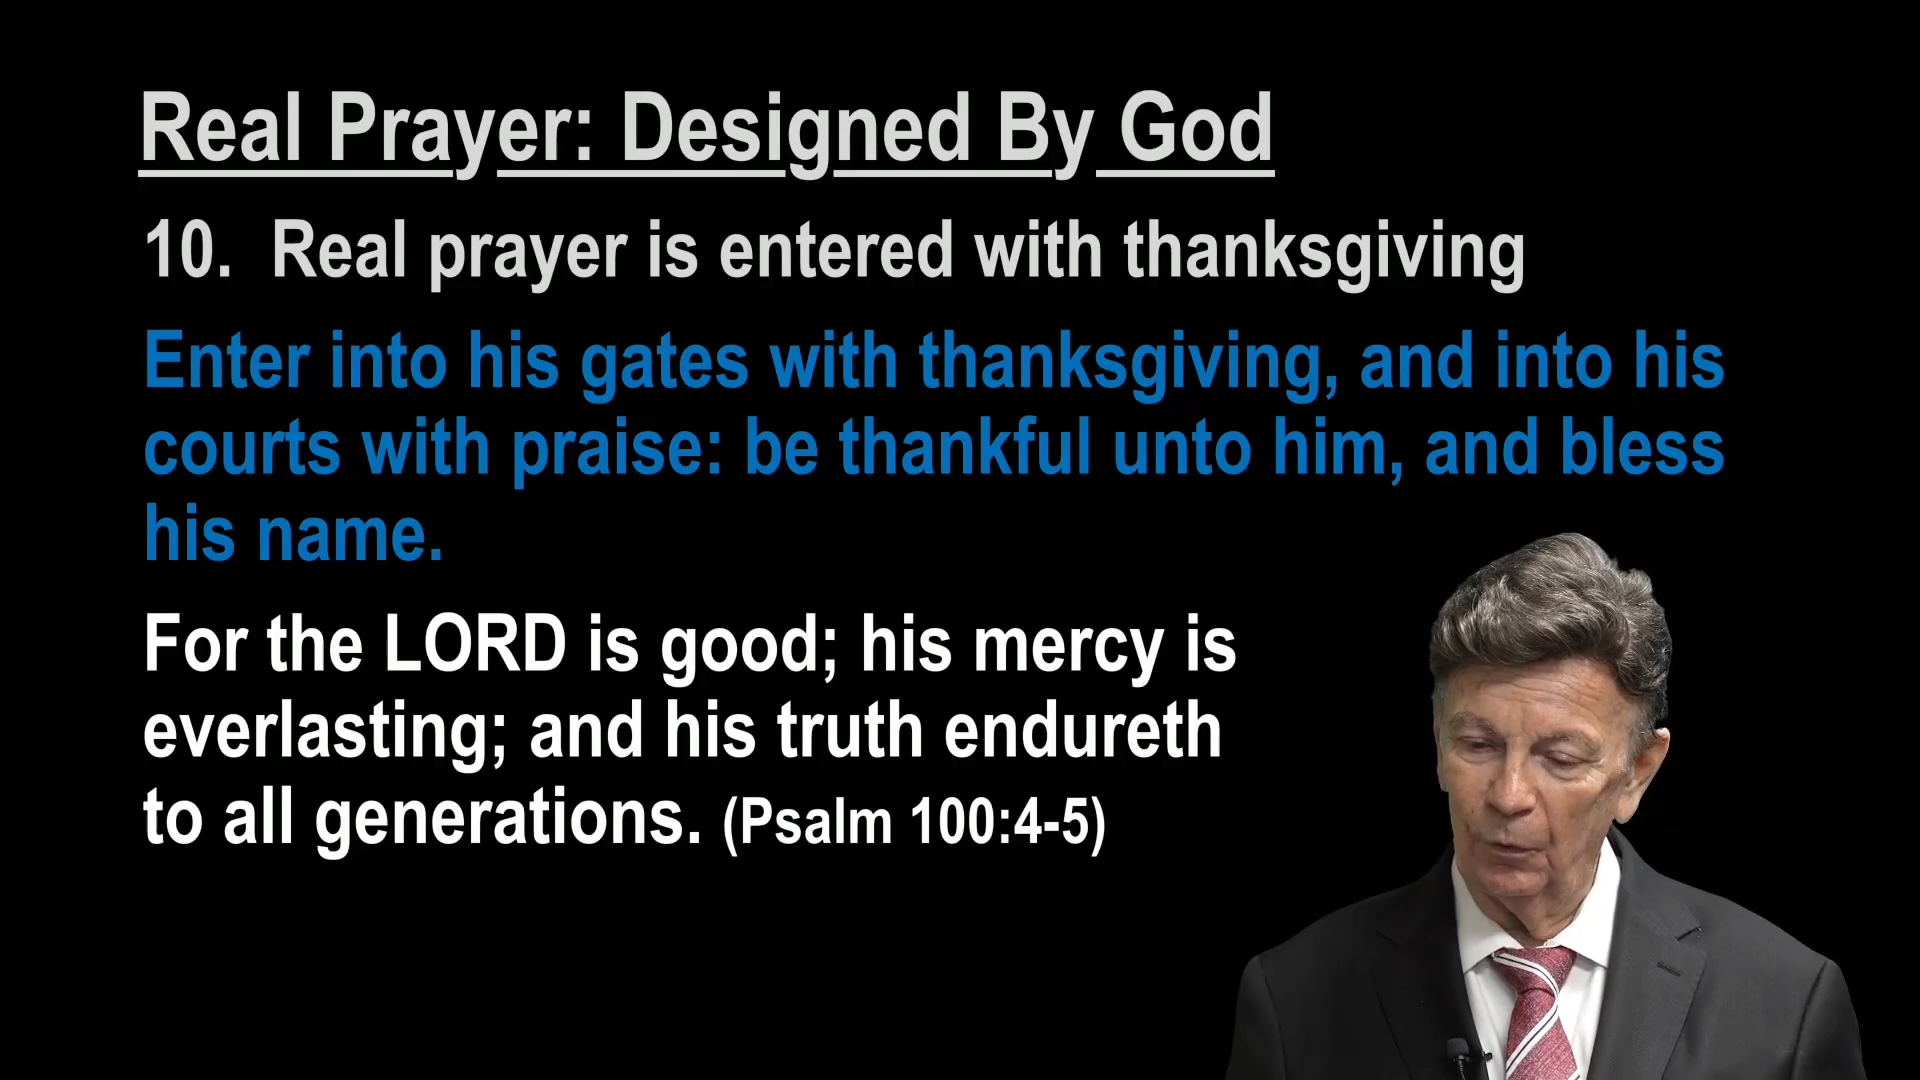 Real Prayer: Designed By God
10. Real prayer is entered with thanksgiving
Enter into his gates with thanksgiving, and into his
courts with praise: be thankful unto him, and bless
his name.
For the LORD is good; his mercy is
everlasting; and his truth endureth
to all generations. (Psalm 100:4-5)